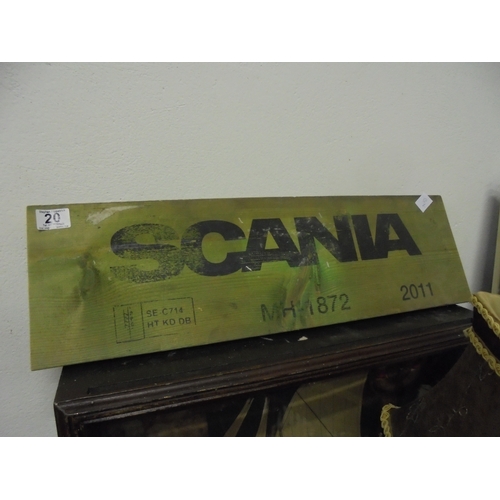 20
SCANIA
SE-C716
HT KD DB
MH-1872
2011